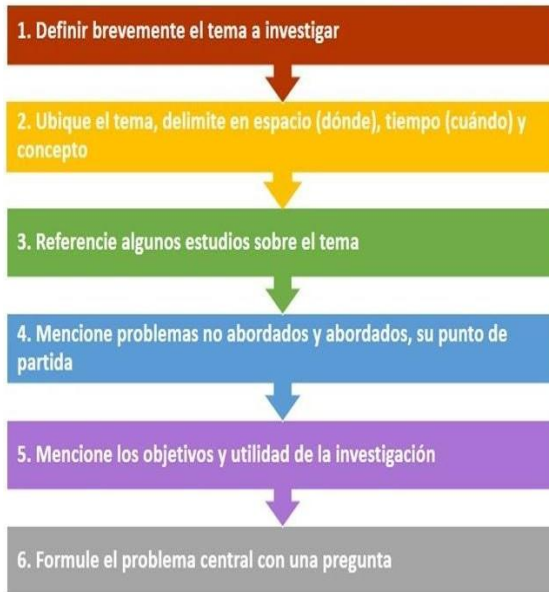 1. Definir brevemente el tema a investigar
2. Ubique el tema, delimite en espacio (dónde), tiempo (cuándo) y
concepto
3. Referencie algunos estudios sobre el tema
4. Mencione problemas no abordados y abordados, su punto de
partida
5. Mencione los objetivos y utilidad de la investigación
6. Formule el problema central con una pregunta